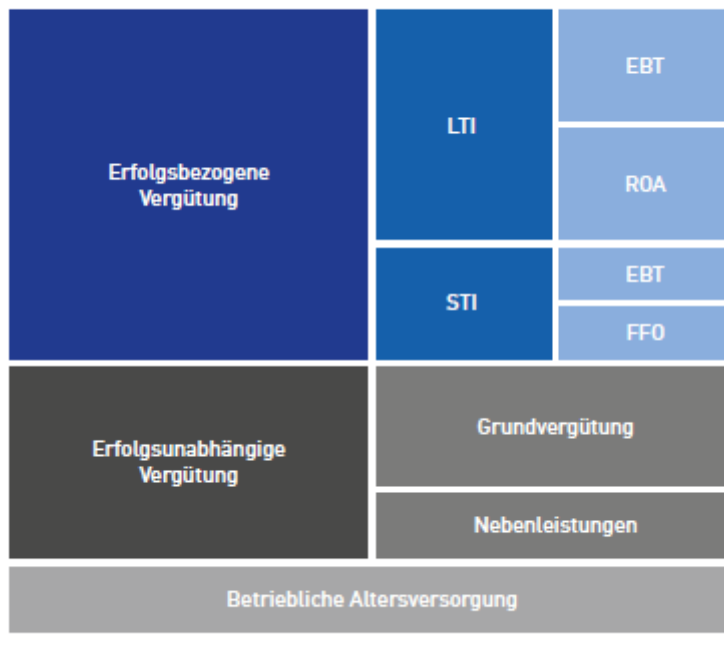 Erfolgsbezogene
Vergütung
LTI
EBT
ROA
STI
EBT
FFO
Erfolgsunabhängige
Vergütung
Grundvergütung
Nebenleistungen
Betriebliche Altersversorgung